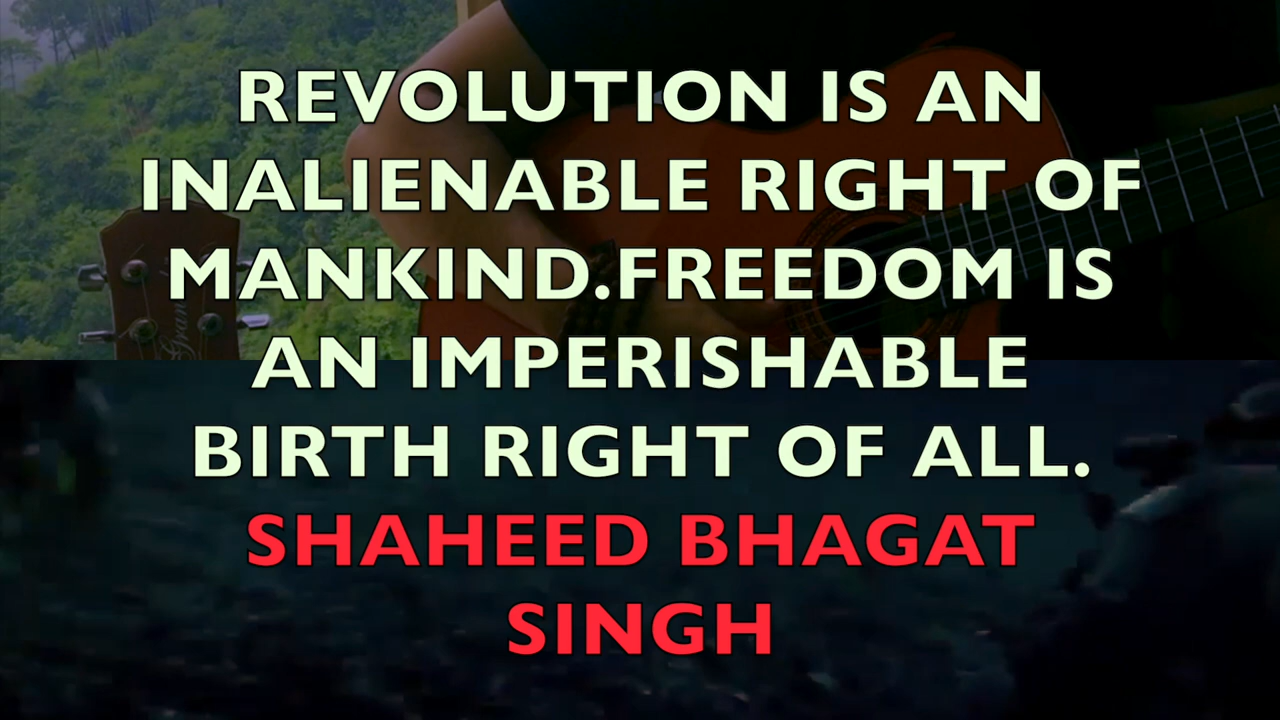 REVOLUTION IS AN
INALIENABLE RIGHT OF
MANKIND.FREEDOM IS
AN IMPERISHABLE
BIRTH RIGHT OF ALL.
SHAHEED BHAGAT
SINGH